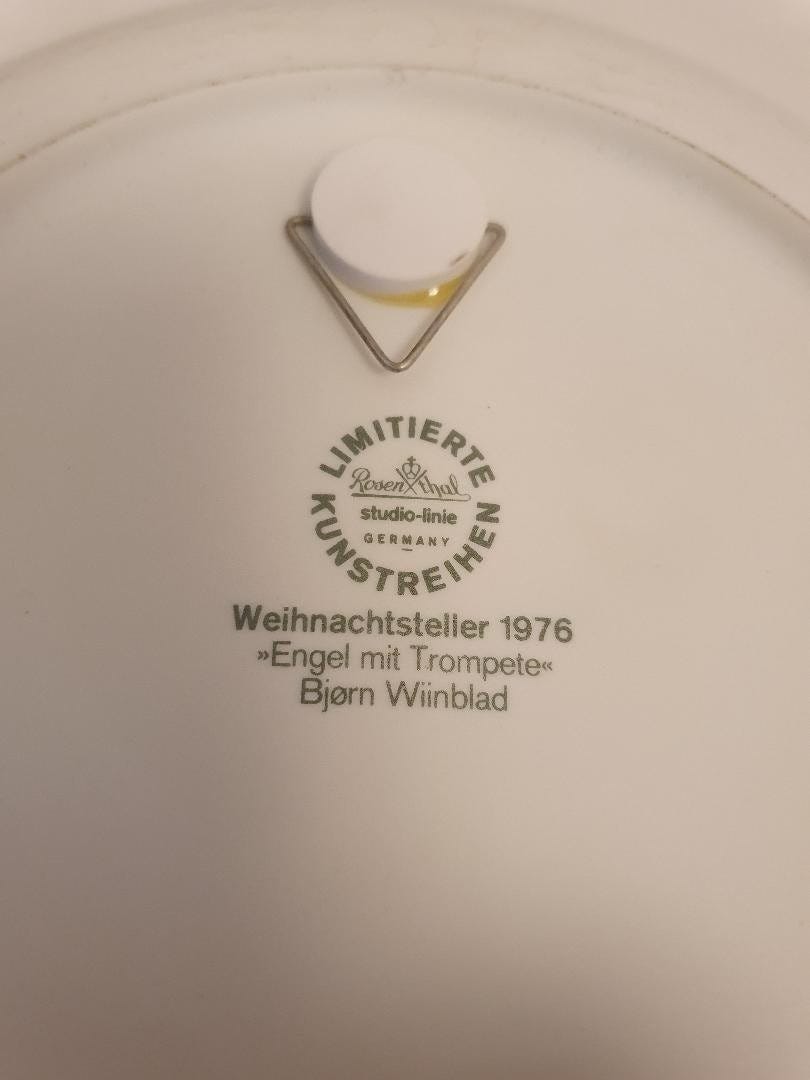 LIMITIERTE
Rosenthal
studio-linie
GERMANY
KUNSTREIHEN
Weihnachtsteller 1976
»Engel mit Trompete«
Bjørn Wiinblad